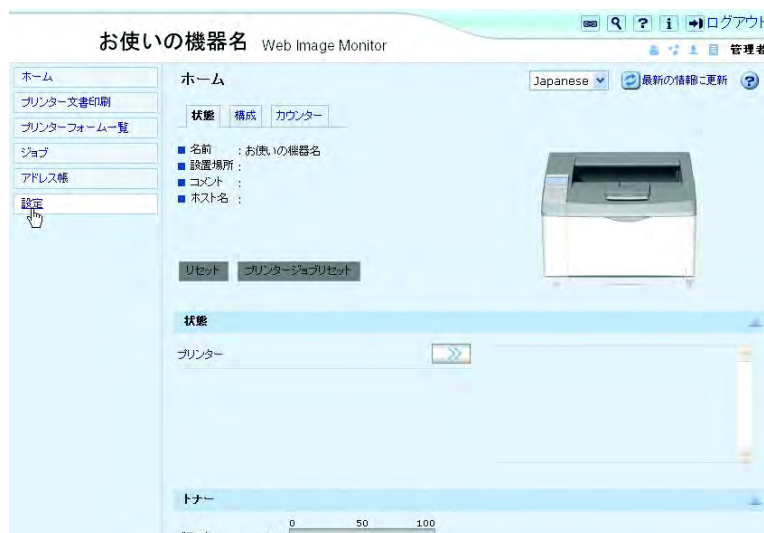 ログアウト
お使いの機器名 Web Image Monitor
管理者
ホーム
プリンター文書印刷
プリンターフォーム一覧
ジョブ
アドレス帳
設定
ホーム
Japanese
最新の情報に更新
状態 構成 カウンター
名前 : お使いの機器名
設置場所 :
コメント :
ホスト名 :
リセット プリンタージョブリセット
状態
プリンター
トナー
0 50 100